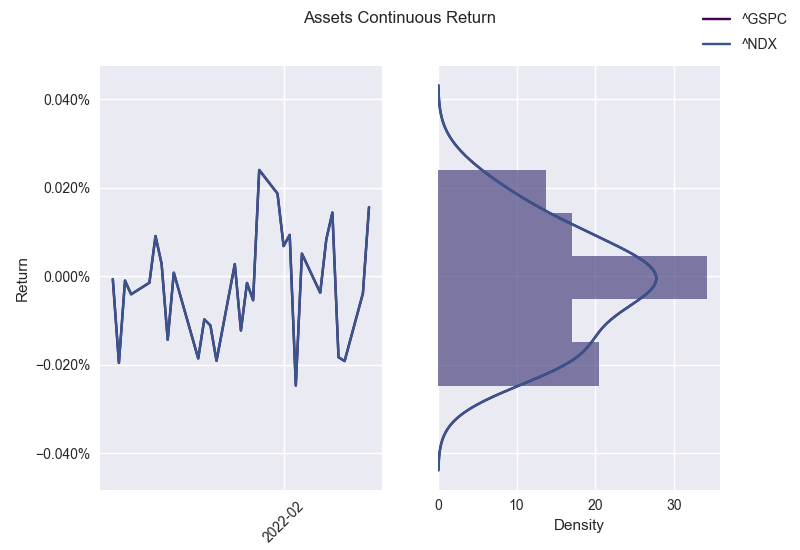 Assets Continuous Return
^GSPC
^NDX
0.040%
0.020%
0.000%
−0.020%
−0.040%
Return
2022-02
0 10 20 30
Density